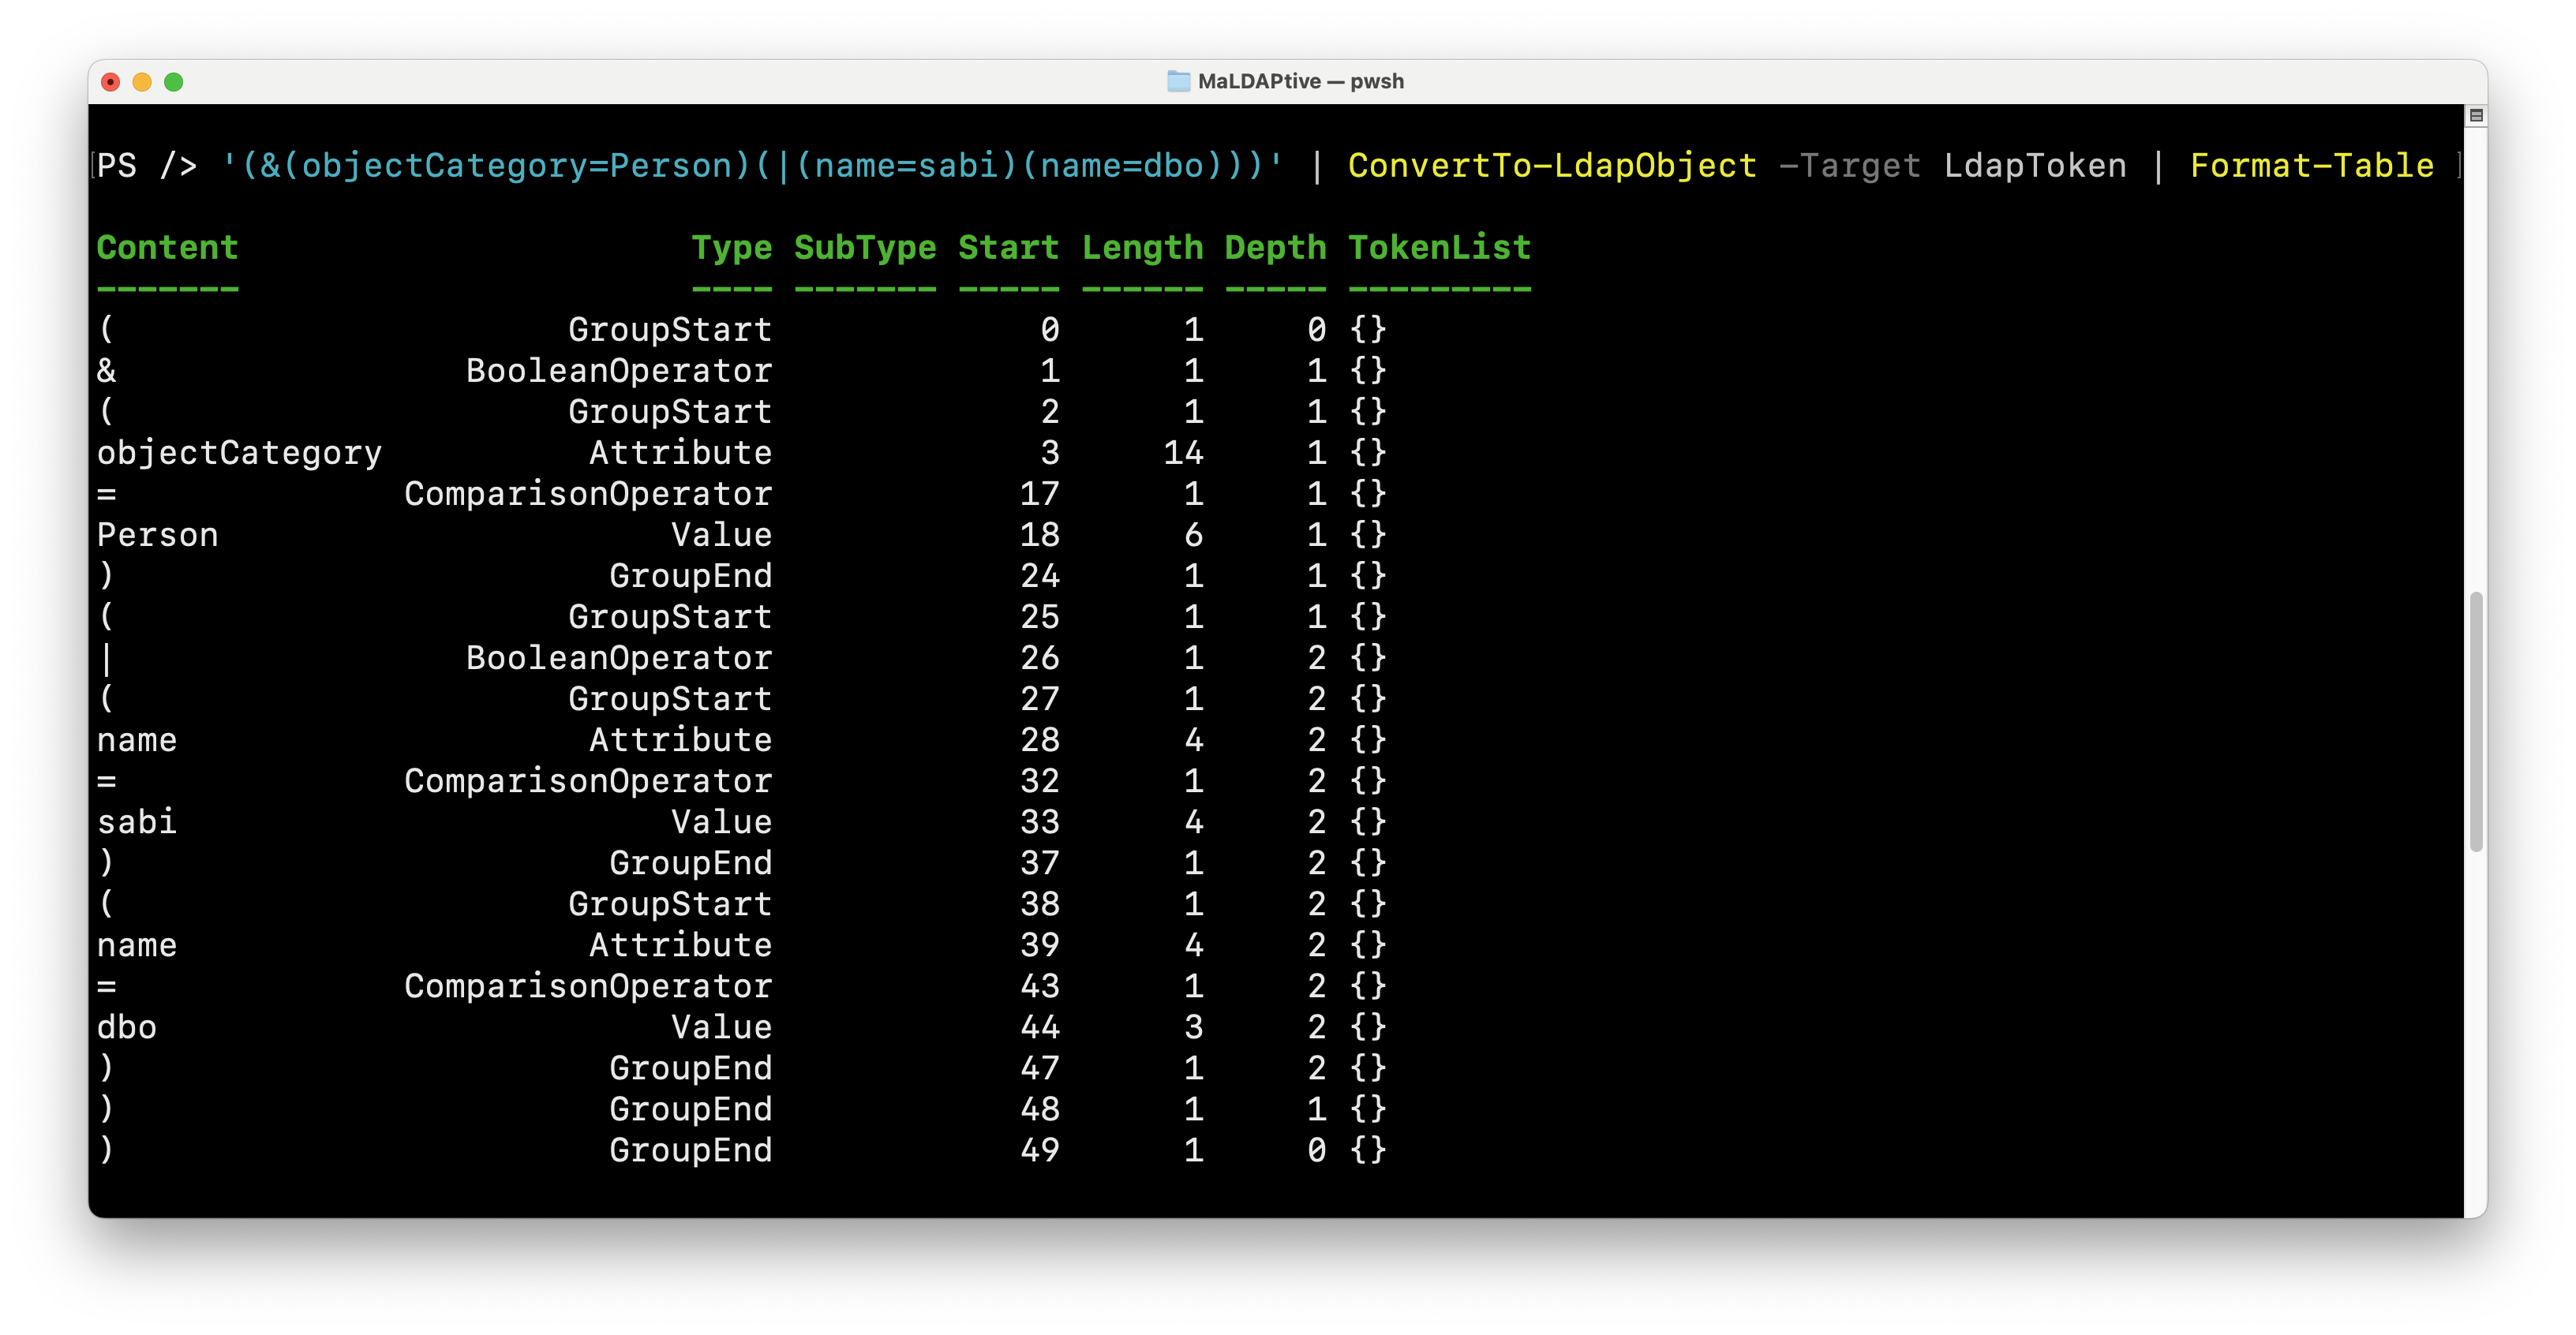 MaLDAPtive — pwsh
[PS /> '(&(objectCategory=Person)(|(name=sabi)(name=dbo)))' | ConvertTo-LdapObject -Target LdapToken | Format-Table ]
Content Type SubType Start Length Depth TokenList
------- ---- ------- ----- ------ ----- ---------
( GroupStart 0 1 0 {}
& BooleanOperator 1 1 1 {}
( GroupStart 2 1 1 {}
objectCategory Attribute 3 14 1 {}
= ComparisonOperator 17 1 1 {}
Person Value 18 6 1 {}
) GroupEnd 24 1 1 {}
( GroupStart 25 1 1 {}
| BooleanOperator 26 1 2 {}
( GroupStart 27 1 2 {}
name Attribute 28 4 2 {}
= ComparisonOperator 32 1 2 {}
sabi Value 33 4 2 {}
) GroupEnd 37 1 2 {}
( GroupStart 38 1 2 {}
name Attribute 39 4 2 {}
= ComparisonOperator 43 1 2 {}
dbo Value 44 3 2 {}
) GroupEnd 47 1 2 {}
) GroupEnd 48 1 1 {}
) GroupEnd 49 1 0 {}